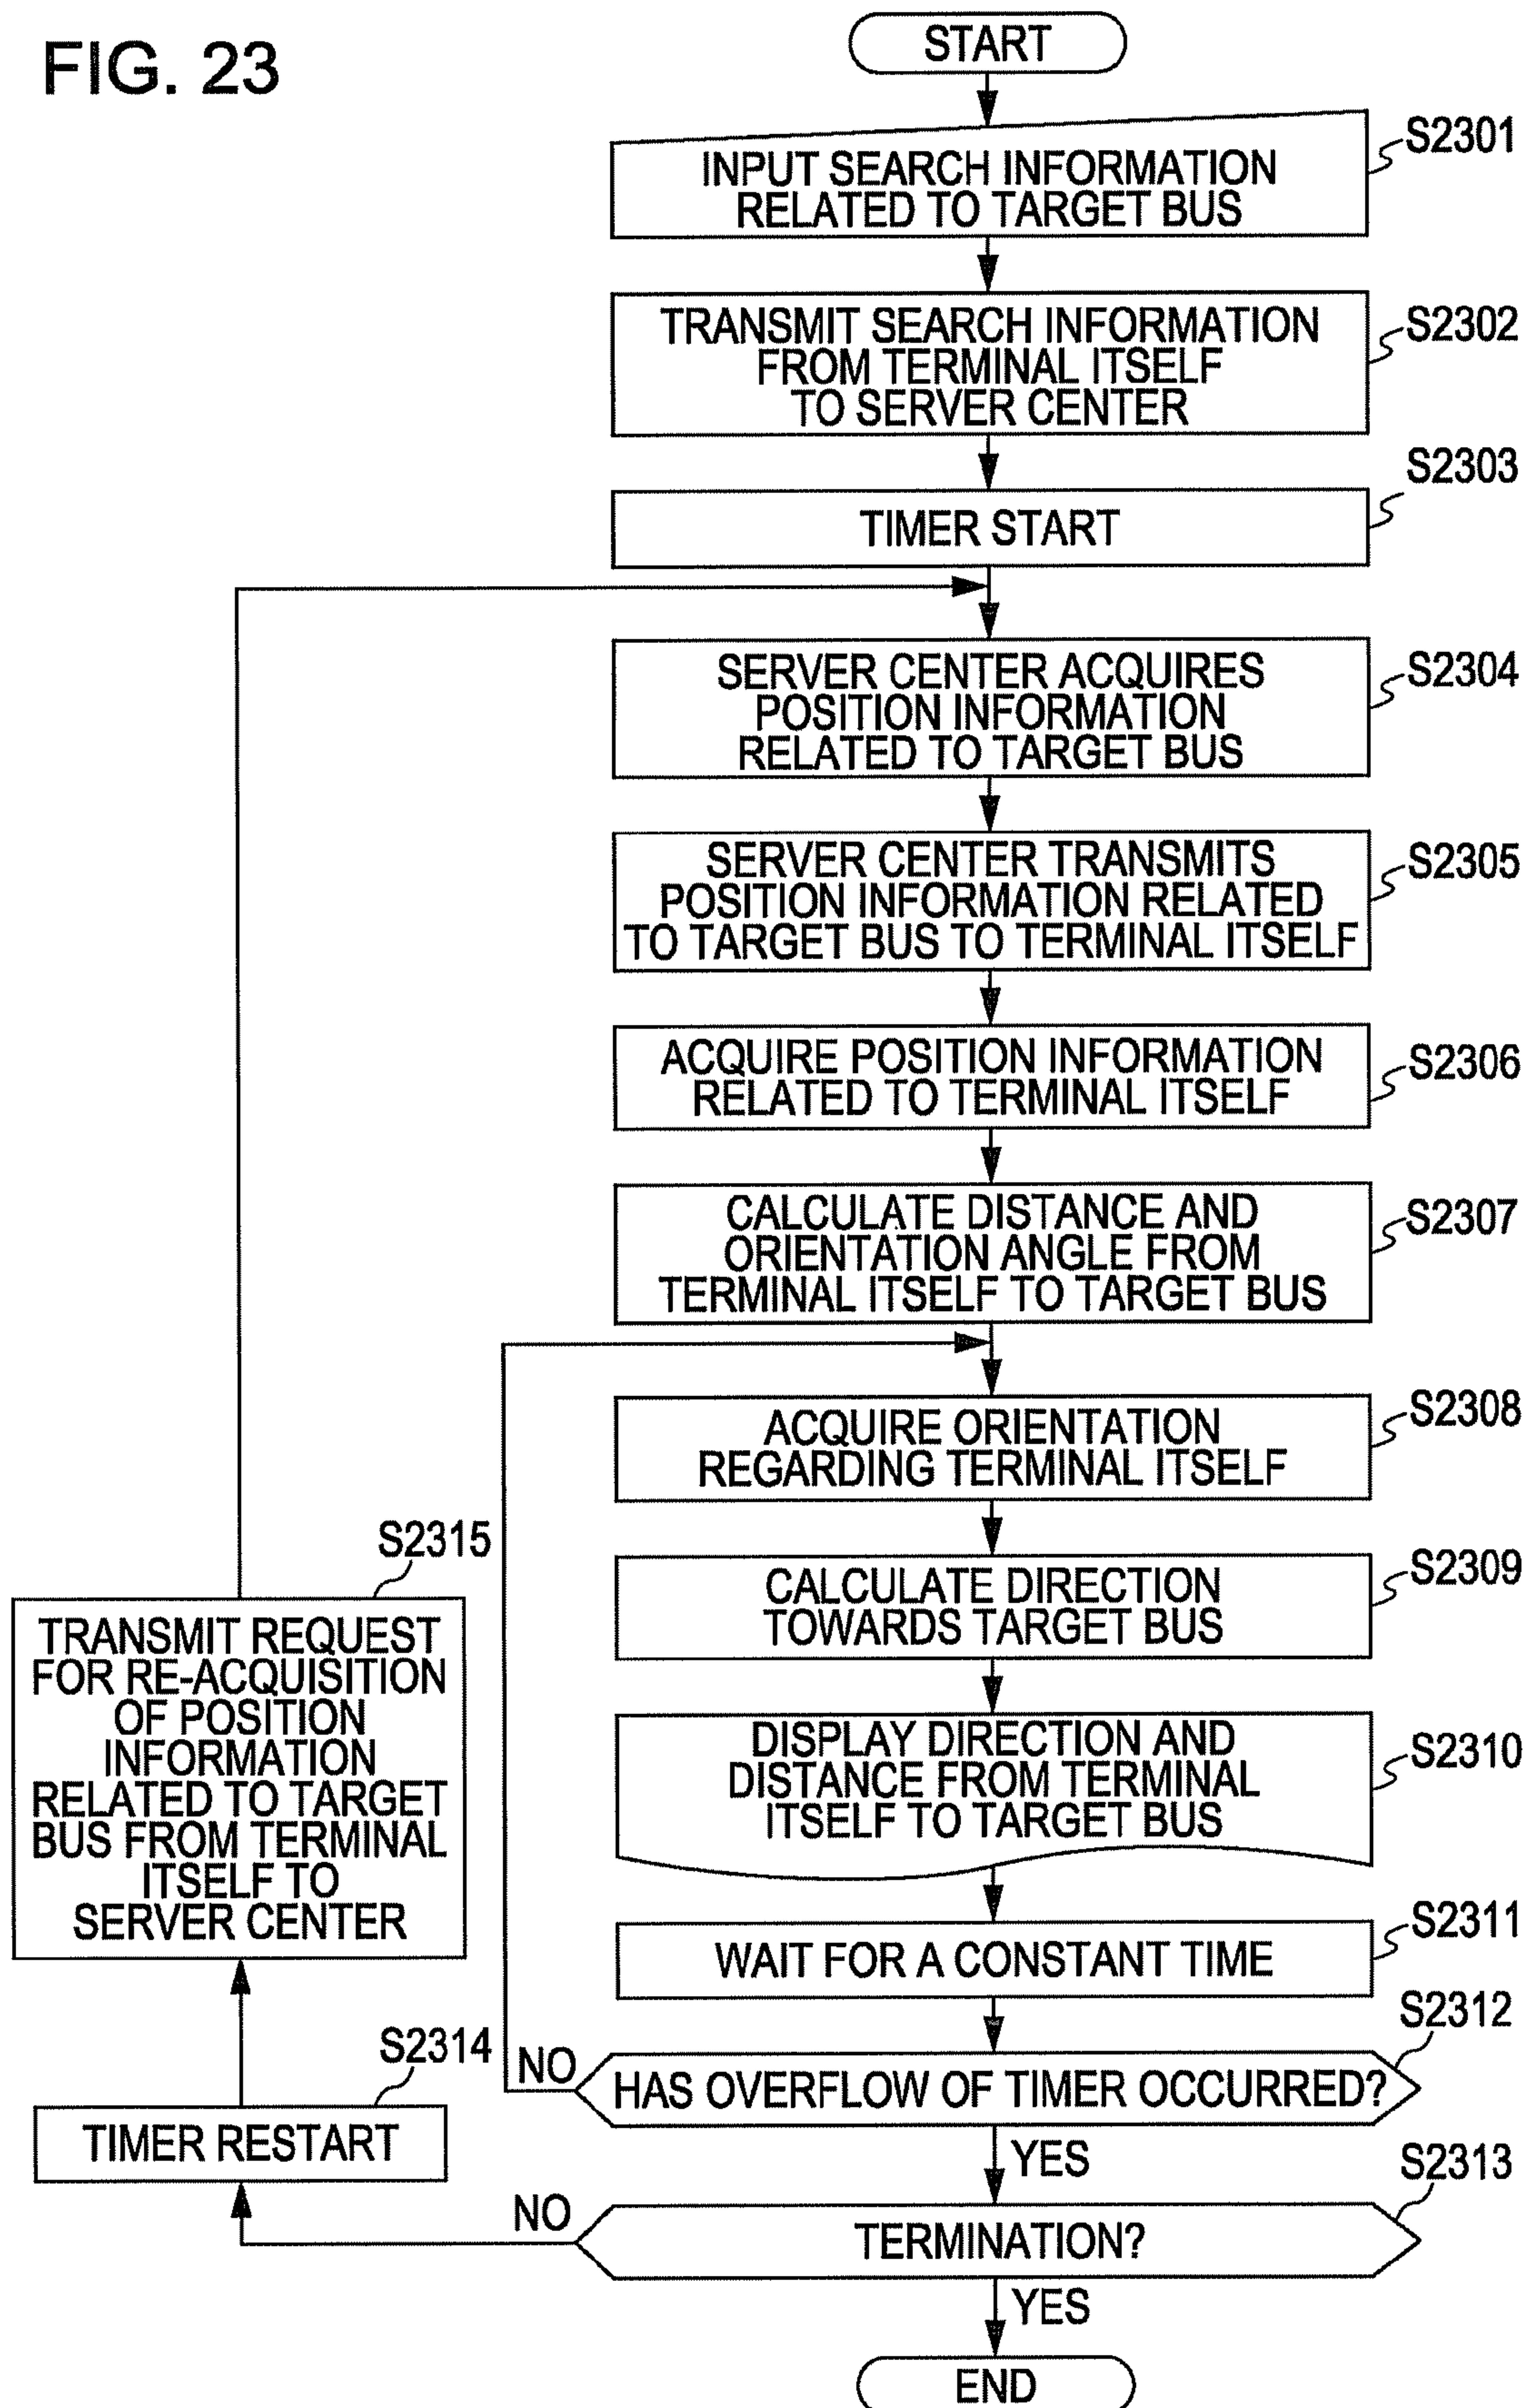 FIG. 23
START
INPUT SEARCH INFORMATION
RELATED TO TARGET BUS
S2301
TRANSMIT SEARCH INFORMATION
FROM TERMINAL ITSELF
TO SERVER CENTER
S2302
TIMER START
S2303
SERVER CENTER ACQUIRES
POSITION INFORMATION
RELATED TO TARGET BUS
S2304
SERVER CENTER TRANSMITS
POSITION INFORMATION RELATED
TO TARGET BUS TO TERMINAL ITSELF
S2305
ACQUIRE POSITION INFORMATION
RELATED TO TERMINAL ITSELF
S2306
CALCULATE DISTANCE AND
ORIENTATION ANGLE FROM
TERMINAL ITSELF TO TARGET BUS
S2307
ACQUIRE ORIENTATION
REGARDING TERMINAL ITSELF
S2308
CALCULATE DIRECTION
TOWARDS TARGET BUS
S2309
DISPLAY DIRECTION AND
DISTANCE FROM TERMINAL
ITSELF TO TARGET BUS
S2310
WAIT FOR A CONSTANT TIME
S2311
HAS OVERFLOW OF TIMER OCCURRED?
S2312
NO
YES
TERMINATION?
S2313
NO
YES
TIMER RESTART
S2314
TRANSMIT REQUEST
FOR RE-ACQUISITION
OF POSITION
INFORMATION
RELATED TO TARGET
BUS FROM TERMINAL
ITSELF TO
SERVER CENTER
S2315
END